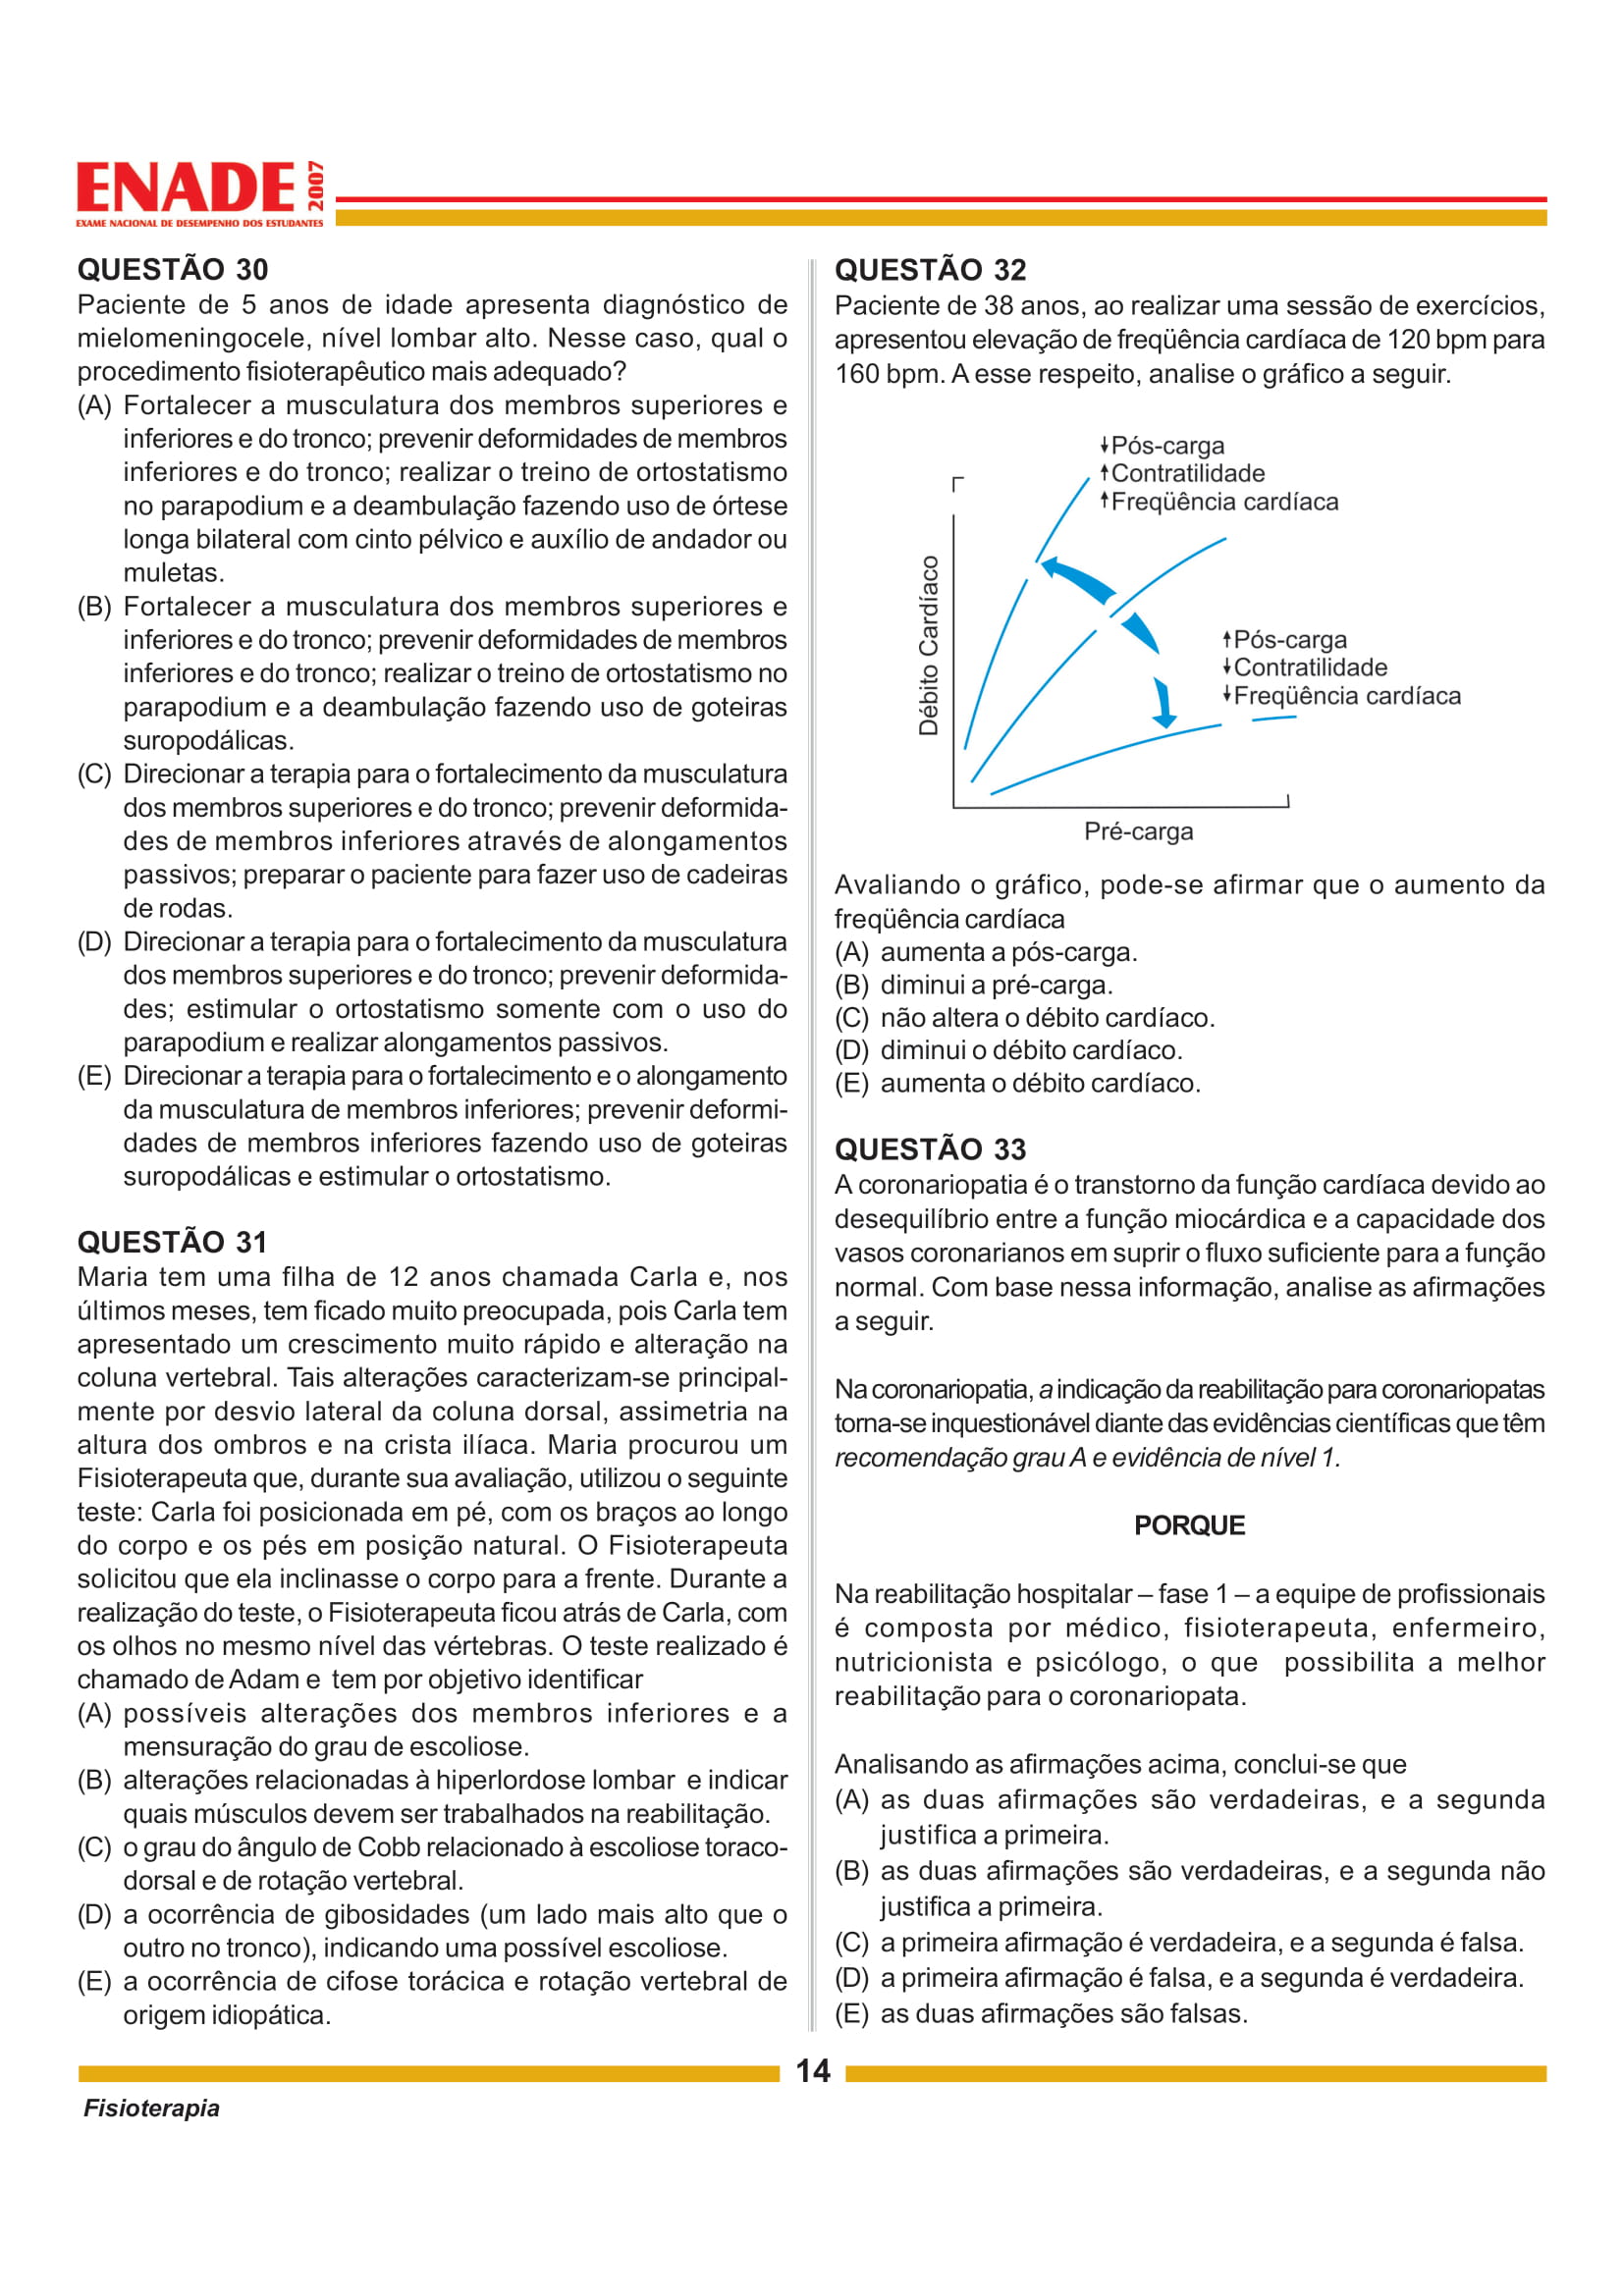 ENADE 2007
EXAME NACIONAL DE DESEMPENHO DOS ESTUDANTES
QUESTÃO 30
Paciente de 5 anos de idade apresenta diagnóstico de
mielomeningocele, nível lombar alto. Nesse caso, qual o
procedimento fisioterapêutico mais adequado?
(A) Fortalecer a musculatura dos membros superiores e
inferiores e do tronco; prevenir deformidades de membros
inferiores e do tronco; realizar o treino de ortostatismo
no parapodium e a deambulação fazendo uso de órtese
longa bilateral com cinto pélvico e auxílio de andador ou
muletas.
(B) Fortalecer a musculatura dos membros superiores e
inferiores e do tronco; prevenir deformidades de membros
inferiores e do tronco; realizar o treino de ortostatismo no
parapodium e a deambulação fazendo uso de goteiras
suropodálicas.
(C) Direcionar a terapia para o fortalecimento da musculatura
dos membros superiores e do tronco; prevenir deformida-
des de membros inferiores através de alongamentos
passivos; preparar o paciente para fazer uso de cadeiras
de rodas.
(D) Direcionar a terapia para o fortalecimento da musculatura
dos membros superiores e do tronco; prevenir deformida-
des; estimular o ortostatismo somente com o uso do
parapodium e realizar alongamentos passivos.
(E) Direcionar a terapia para o fortalecimento e o alongamento
da musculatura de membros inferiores; prevenir deformi-
dades de membros inferiores fazendo uso de goteiras
suropodálicas e estimular o ortostatismo.
QUESTÃO 31
Maria tem uma filha de 12 anos chamada Carla e, nos
últimos meses, tem ficado muito preocupada, pois Carla tem
apresentado um crescimento muito rápido e alteração na
coluna vertebral. Tais alterações caracterizam-se principal-
mente por desvio lateral da coluna dorsal, assimetria na
altura dos ombros e na crista ilíaca. Maria procurou um
Fisioterapeuta que, durante sua avaliação, utilizou o seguinte
teste: Carla foi posicionada em pé, com os braços ao longo
do corpo e os pés em posição natural. O Fisioterapeuta
solicitou que ela inclinasse o corpo para a frente. Durante a
realização do teste, o Fisioterapeuta ficou atrás de Carla, com
os olhos no mesmo nível das vértebras. O teste realizado é
chamado de Adam e tem por objetivo identificar
(A) possíveis alterações dos membros inferiores e a
mensuração do grau de escoliose.
(B) alterações relacionadas à hiperlordose lombar e indicar
quais músculos devem ser trabalhados na reabilitação.
(C) o grau do ângulo de Cobb relacionado à escoliose toraco-
dorsal e de rotação vertebral.
(D) a ocorrência de gibosidades (um lado mais alto que o
outro no tronco), indicando uma possível escoliose.
(E) a ocorrência de cifose torácica e rotação vertebral de
origem idiopática.
QUESTÃO 32
Paciente de 38 anos, ao realizar uma sessão de exercícios,
apresentou elevação de freqüência cardíaca de 120 bpm para
160 bpm. A esse respeito, analise o gráfico a seguir.
↓Pós-carga
↑Contratilidade
↑Freqüência cardíaca
Débito Cardíaco
↑Pós-carga
↓Contratilidade
↓Freqüência cardíaca
Pré-carga
Avaliando o gráfico, pode-se afirmar que o aumento da
freqüência cardíaca
(A) aumenta a pós-carga.
(B) diminui a pré-carga.
(C) não altera o débito cardíaco.
(D) diminui o débito cardíaco.
(E) aumenta o débito cardíaco.
QUESTÃO 33
A coronariopatia é o transtorno da função cardíaca devido ao
desequilíbrio entre a função miocárdica e a capacidade dos
vasos coronarianos em suprir o fluxo suficiente para a função
normal. Com base nessa informação, analise as afirmações
a seguir.
Na coronariopatia, a indicação da reabilitação para coronariopatas
torna-se inquestionável diante das evidências científicas que têm
recomendação grau A e evidência de nível 1.
PORQUE
Na reabilitação hospitalar – fase 1 – a equipe de profissionais
é composta por médico, fisioterapeuta, enfermeiro,
nutricionista e psicólogo, o que possibilita a melhor
reabilitação para o coronariopata.
Analisando as afirmações acima, conclui-se que
(A) as duas afirmações são verdadeiras, e a segunda
justifica a primeira.
(B) as duas afirmações são verdadeiras, e a segunda não
justifica a primeira.
(C) a primeira afirmação é verdadeira, e a segunda é falsa.
(D) a primeira afirmação é falsa, e a segunda é verdadeira.
(E) as duas afirmações são falsas.
14
Fisioterapia